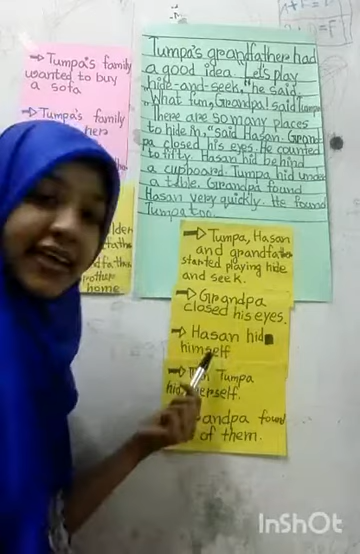 → Tumpa's family
wanted to buy
a sofa
→ Tumpa's family
Tumpa's grandfather had
a good idea. Let's play
hide-and-seek," he said.
"What fun, Grandpa! said Tumpa
There are so many places
to hide in," said Hasan. Grand-
pa closed his eyes. He counted
to fifty. Hasan hid behind
a cupboard. Tumpa hid under
a table. Grandpa found
Hasan very quickly. He found
Tumpa too.
→ Tumpa, Hasan
and grandfather
started playing hide
and seek.
→ Grandpa
closed his eyes.
→ Hasan hid
himself
→ Tumpa
hid herself.
found
of them.
home
InShOt